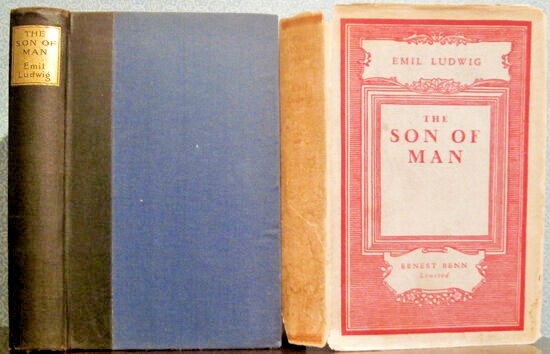 THE
SON OF
MAN
Emil
Ludwig
EMIL LUDWIG
THE
SON OF
MAN
ERNEST BENN
Limited